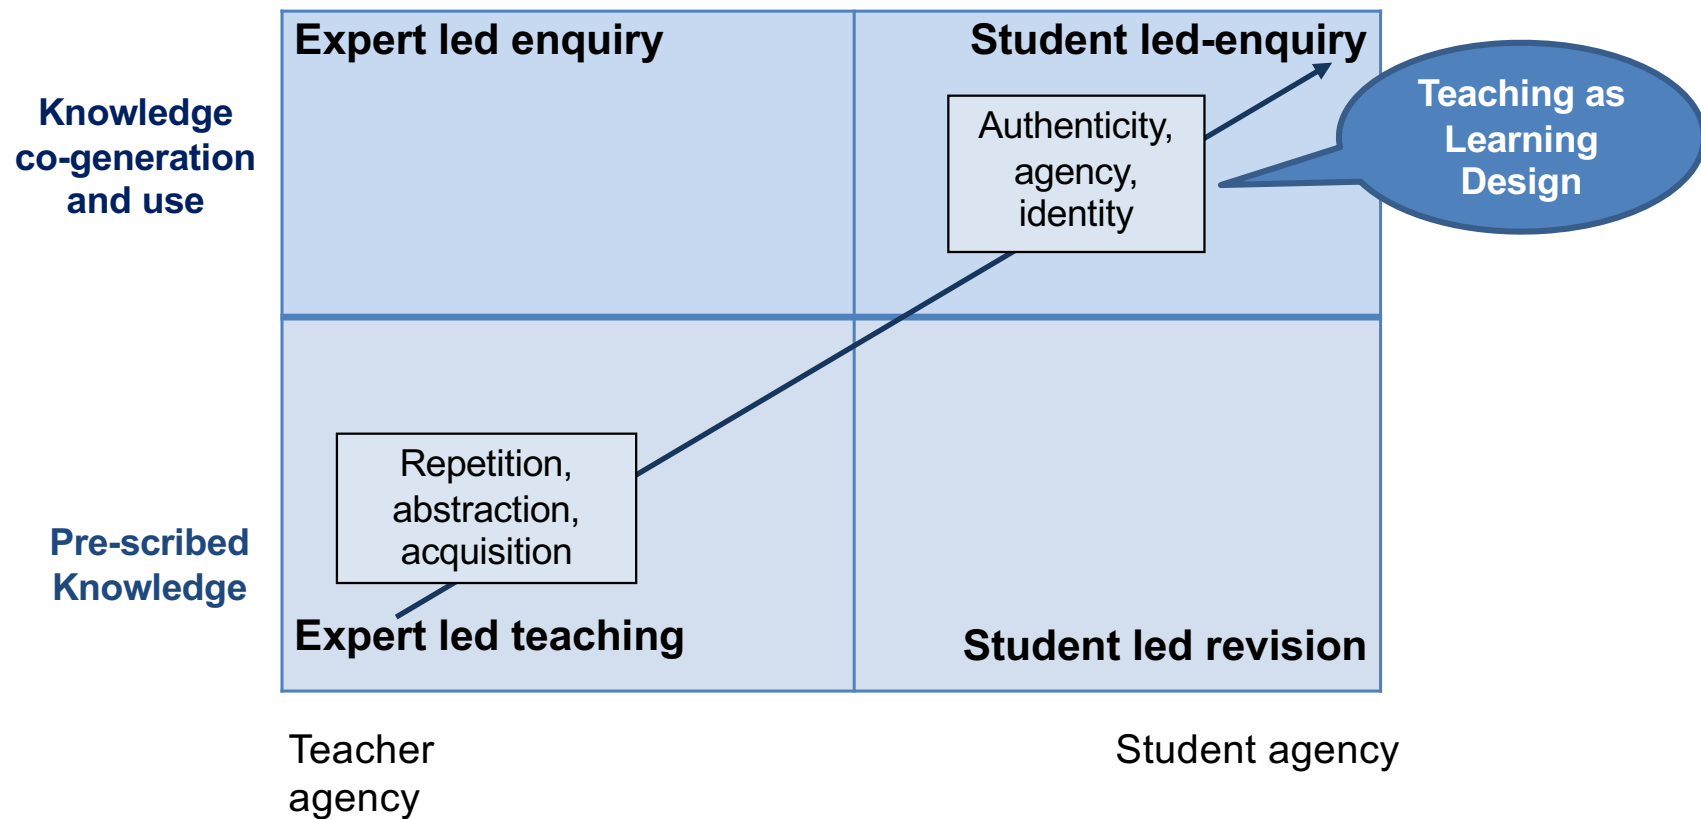 Expert led enquiry
Student led-enquiry
Knowledge
co-generation
and use
Authenticity,
agency,
identity
Teaching as
Learning
Design
Repetition,
abstraction,
acquisition
Pre-scribed
Knowledge
Expert led teaching
Student led revision
Teacher
agency
Student agency